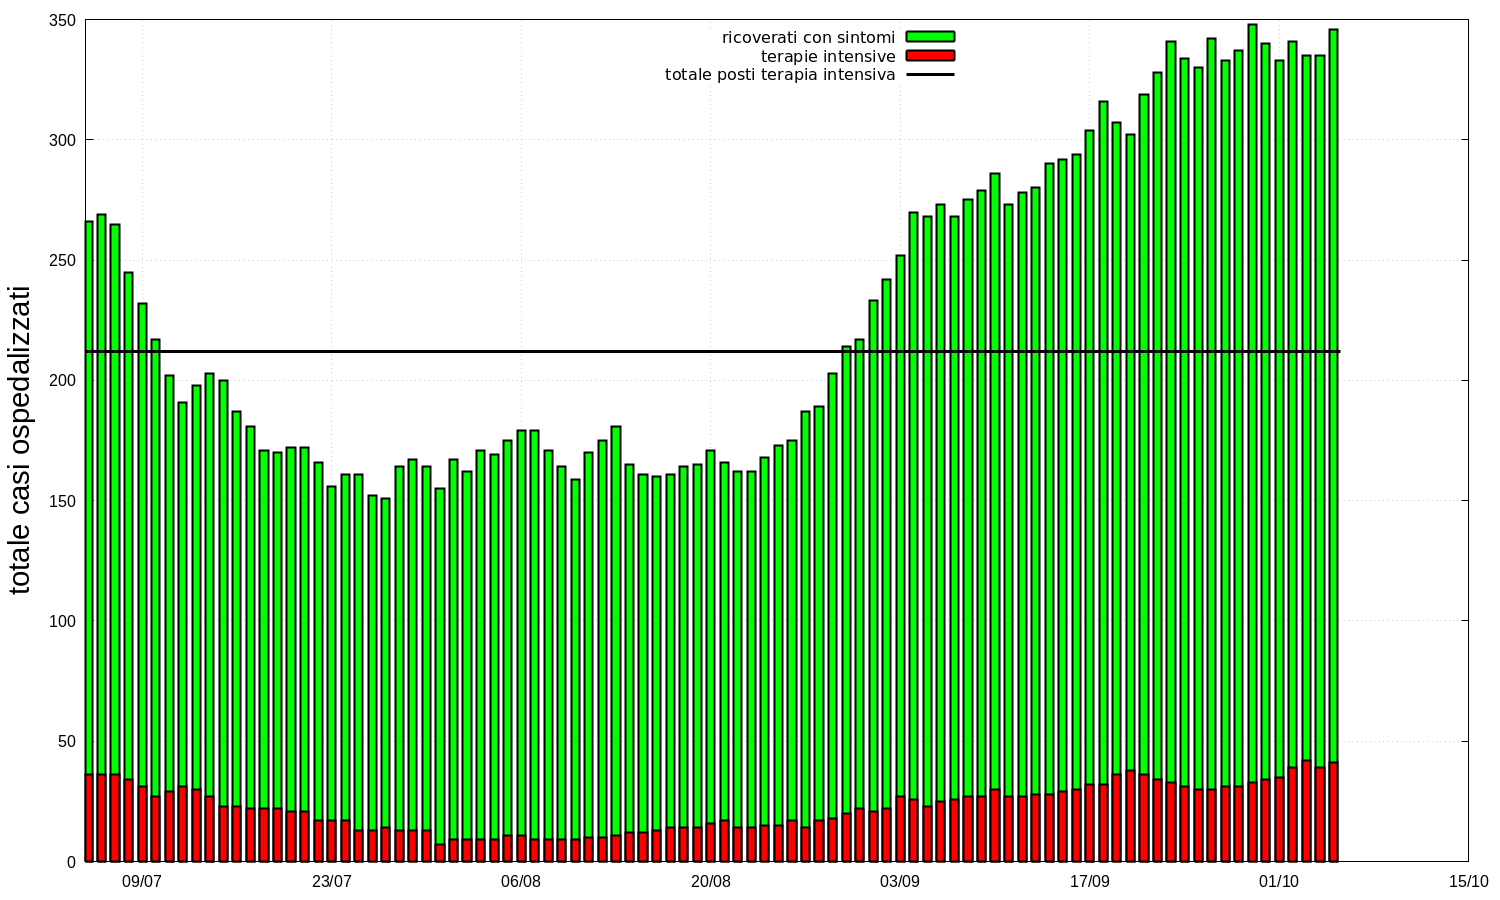 350
300
250
200
150
100
50
0
totale casi ospedalizzati
ricoverati con sintomi
terapie intensive
totale posti terapia intensiva
09/07 23/07 06/08 20/08 03/09 17/09 01/10 15/10